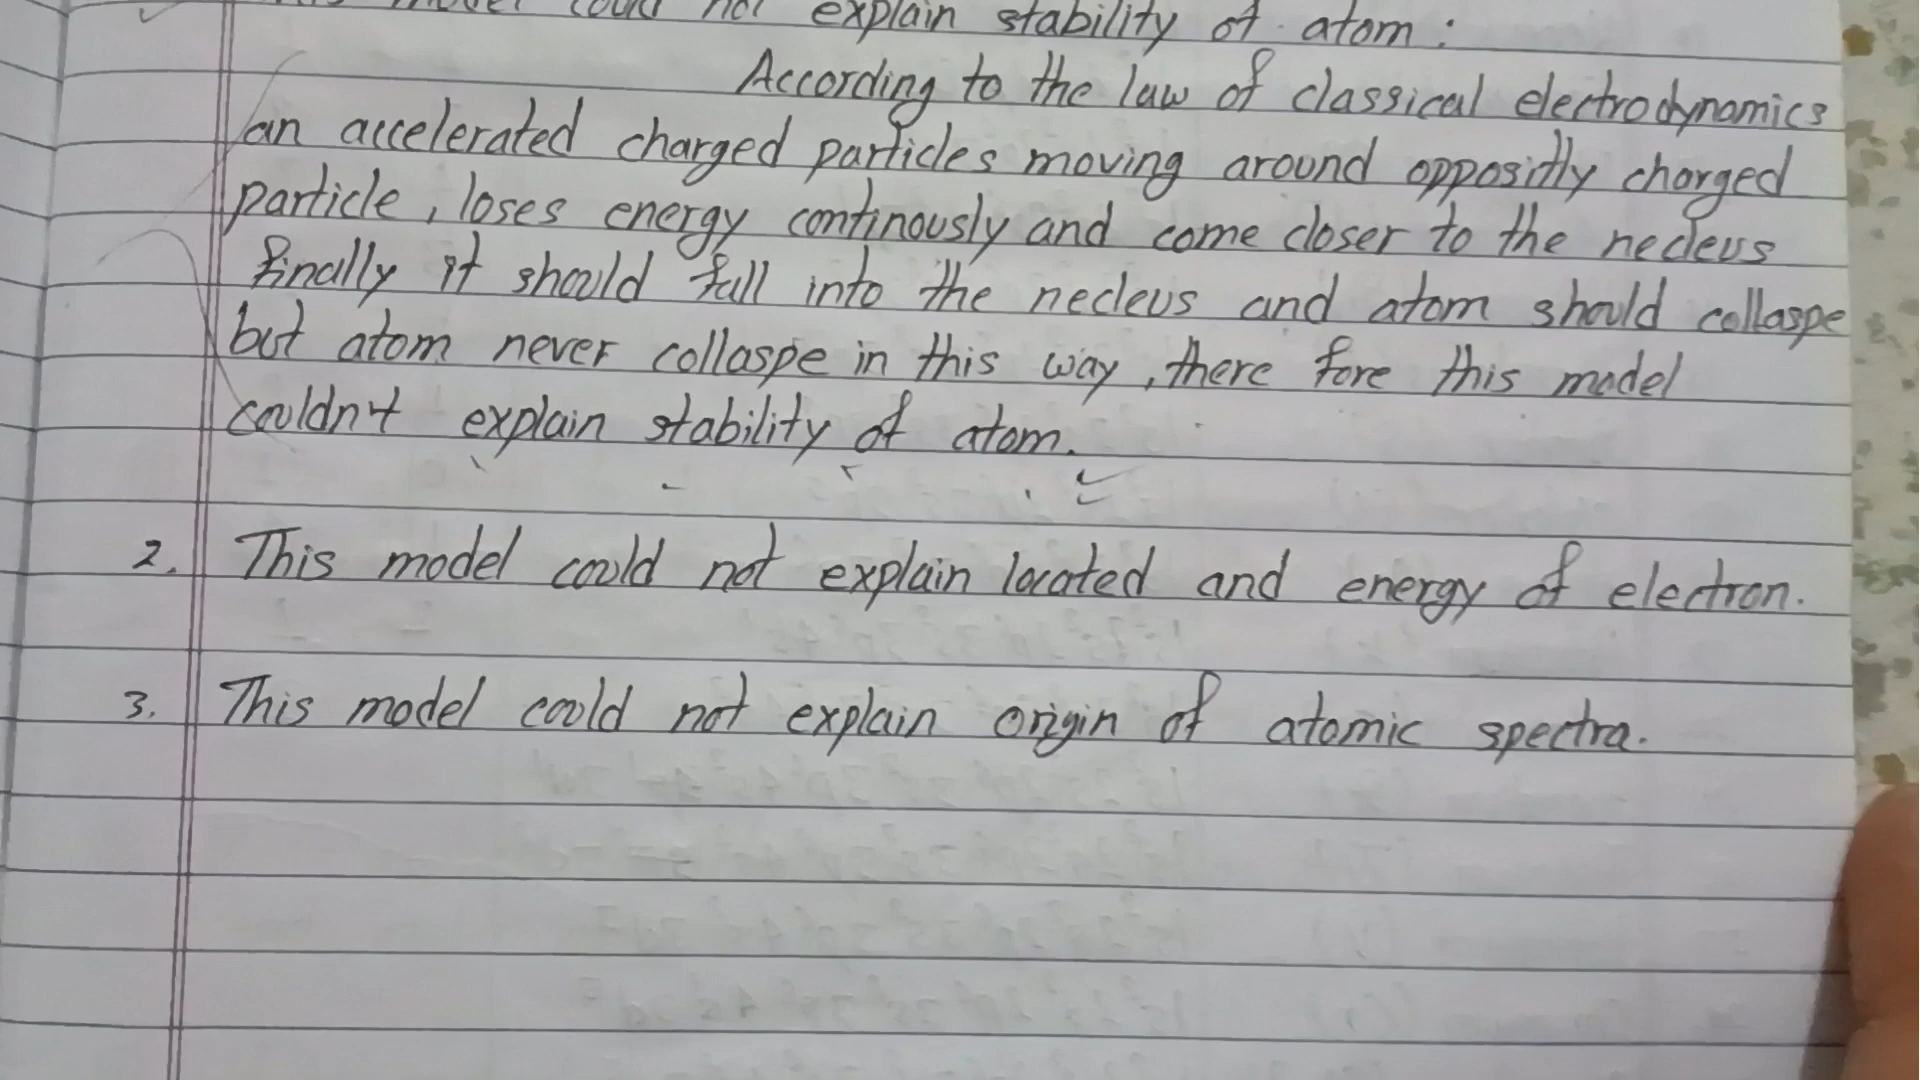 model could not explain stability of atom:
According to the law of classical electrodynamics
an accelerated charged particles moving around oppositly charged
particle, loses energy continously and come closer to the necleus
finally it should fall into the necleus and atom should collaspe
but atom never collaspe in this way, there fore this model
couldn't explain stability of atom.
2. This model could not explain located and energy of electron.
3. This model could not explain origin of atomic spectra.